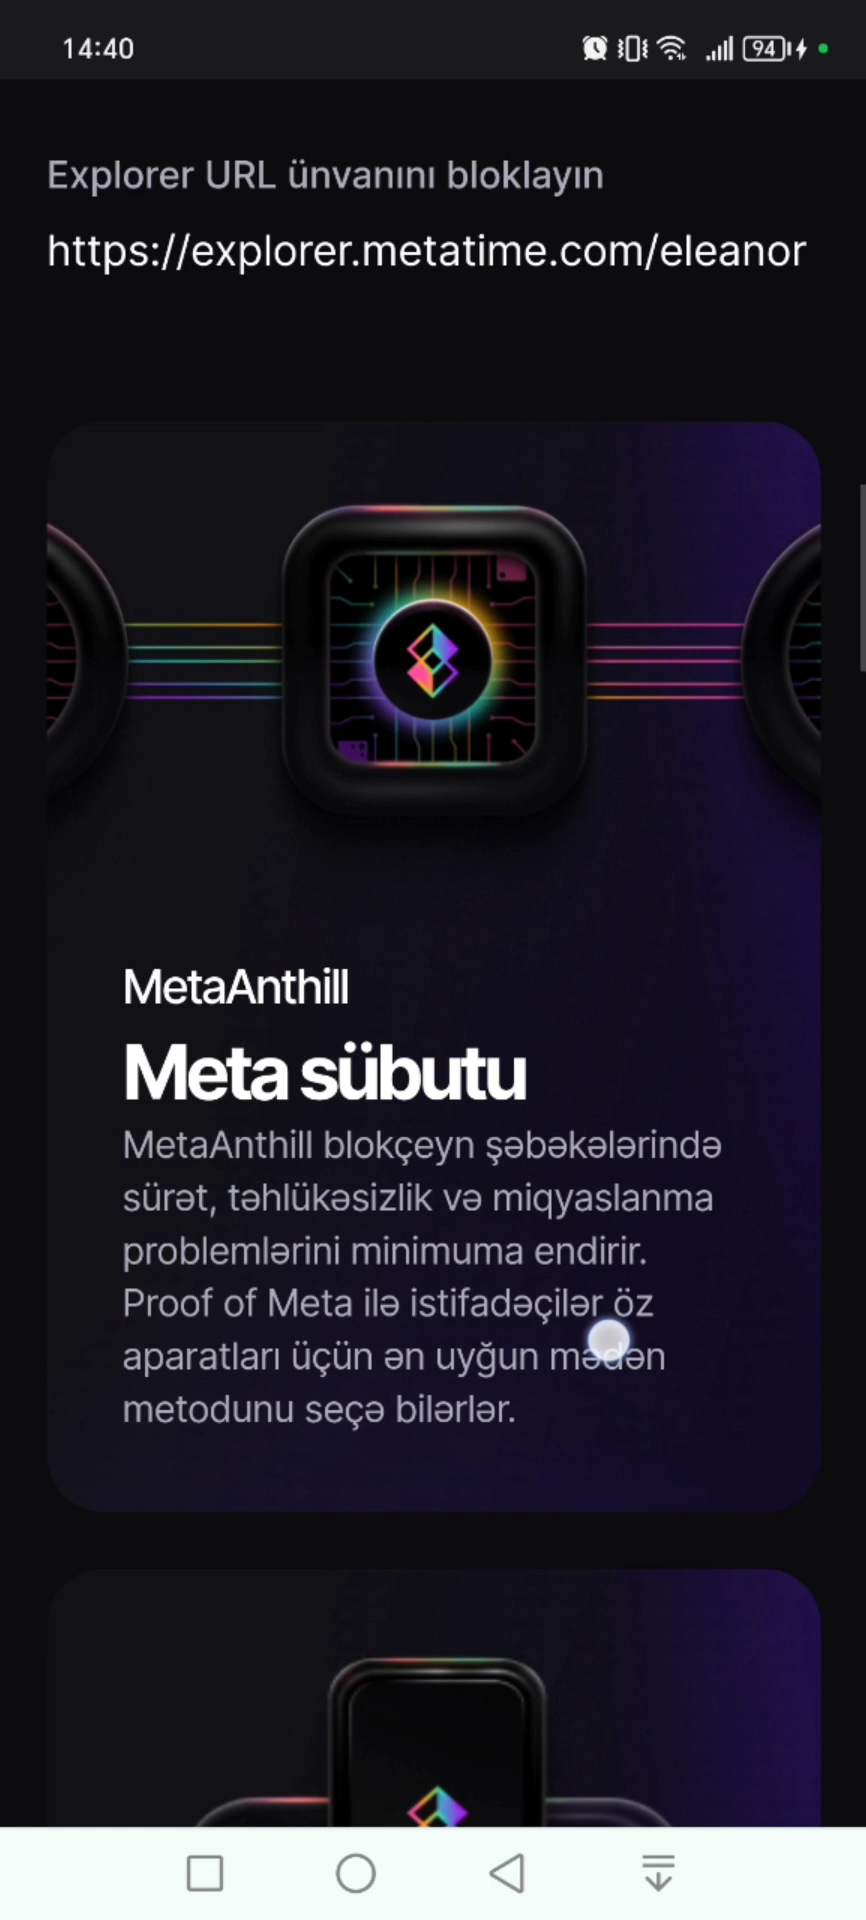 14:40
94
Explorer URL ünvanını bloklayın
https://explorer.metatime.com/eleanor
MetaAnthill
Meta sübutu
MetaAnthill blokçeyn şəbəkələrində
sürət, təhlükəsizlik və miqyaslanma
problemlərini minimuma endirir.
Proof of Meta ilə istifadəçilər öz
aparatları üçün ən uyğun mədən
metodunu seçə bilərlər.